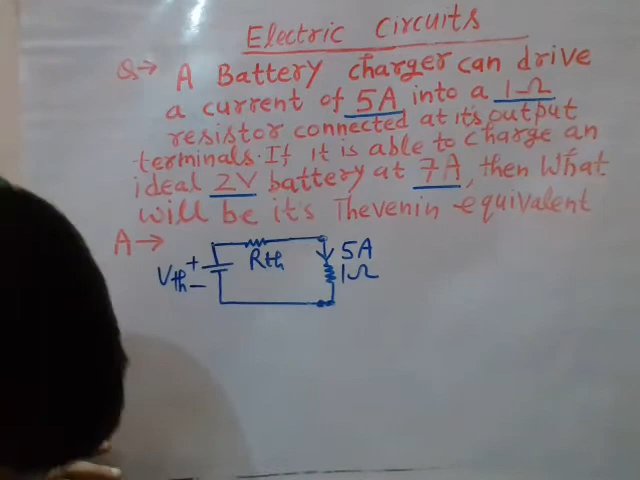 Electric Circuits
Q→ A Battery charger can drive
a current of 5A into a 1Ω
resistor connected at it's output
terminals. If it is able to charge an
ideal 2V battery at 7A, then What
will be it's Thevenin equivalent
A→
Vth + - Rth 5A 1Ω